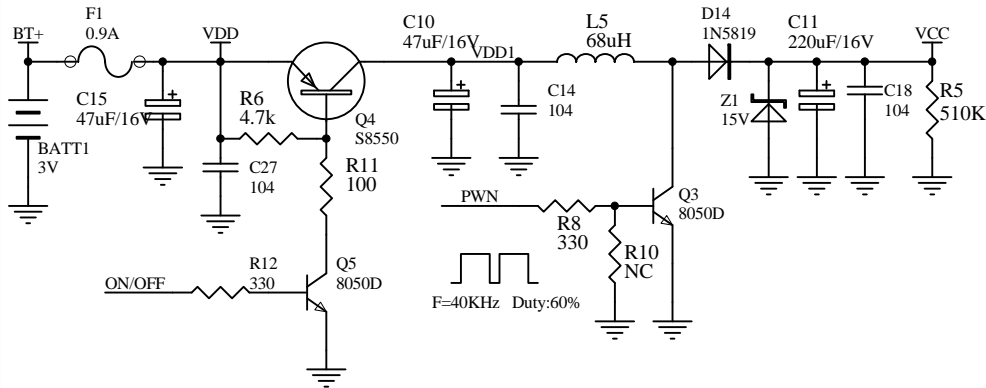 BT+
F1
0.9A
VDD
C10
47uF/16V
VDD1
L5
68uH
D14
1N5819
C11
220uF/16V
VCC
C15
47uF/16V
+
R6
4.7k
Q4
S8550
+
C14
104
Z1
15V
+
C18
104
R5
510K
BATT1
3V
C27
104
R11
100
PWN
R8
330
Q3
8050D
R10
NC
ON/OFF
R12
330
Q5
8050D
F=40KHz Duty:60%